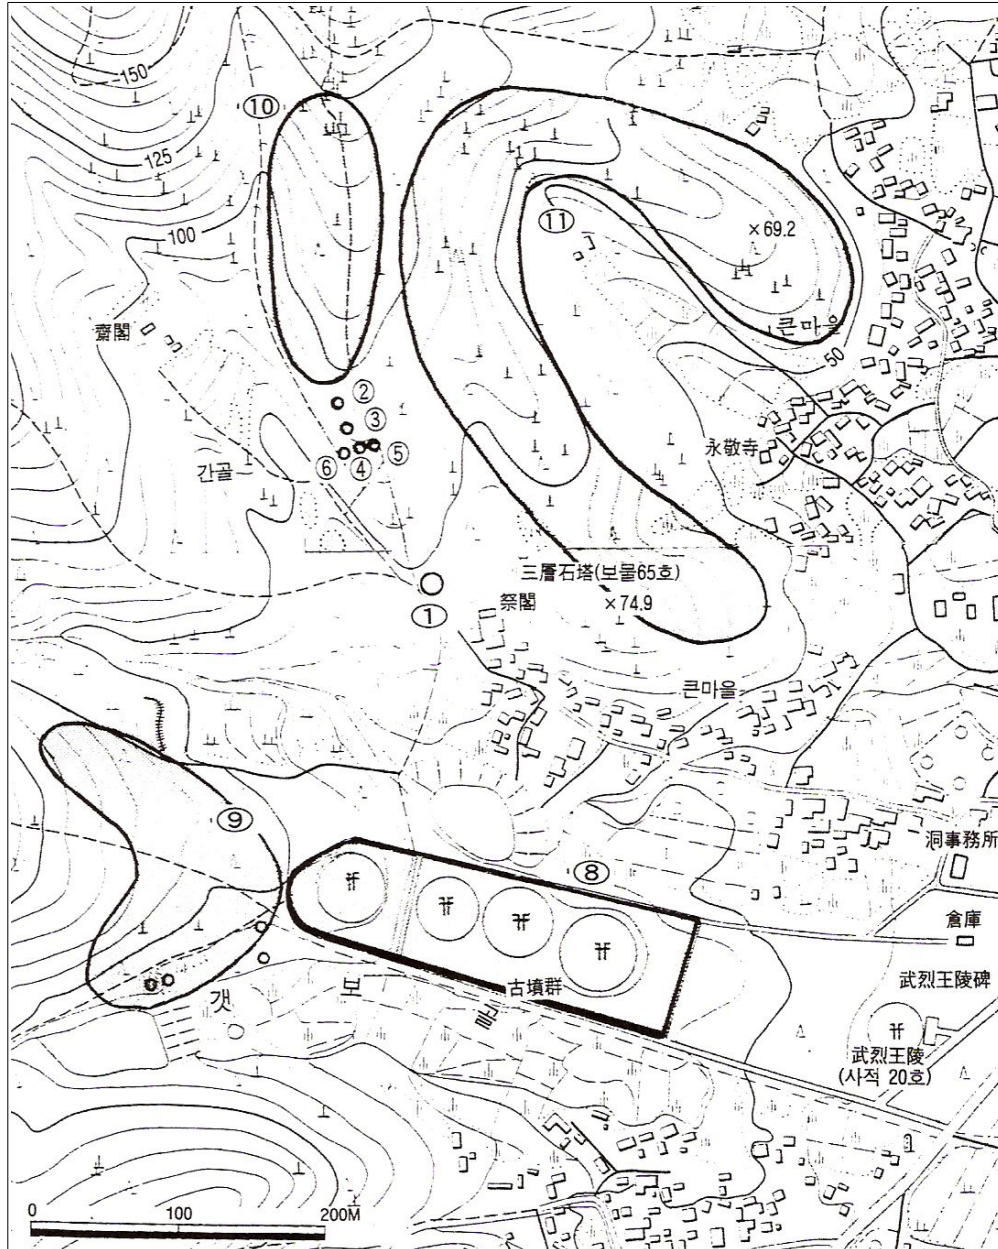 150
⑩
125
100
⑪
×69.2
큰마을
齋閣
50
②
③
⑥ ④ ⑤
간골
永敬寺
三層石塔(보물65호)
祭閣
×74.9
①
큰마을
⑨
洞事務所
⑧
倉庫
武烈王陵碑
古墳群
갯 보 들
武烈王陵
(사적 20호)
0 100 200M